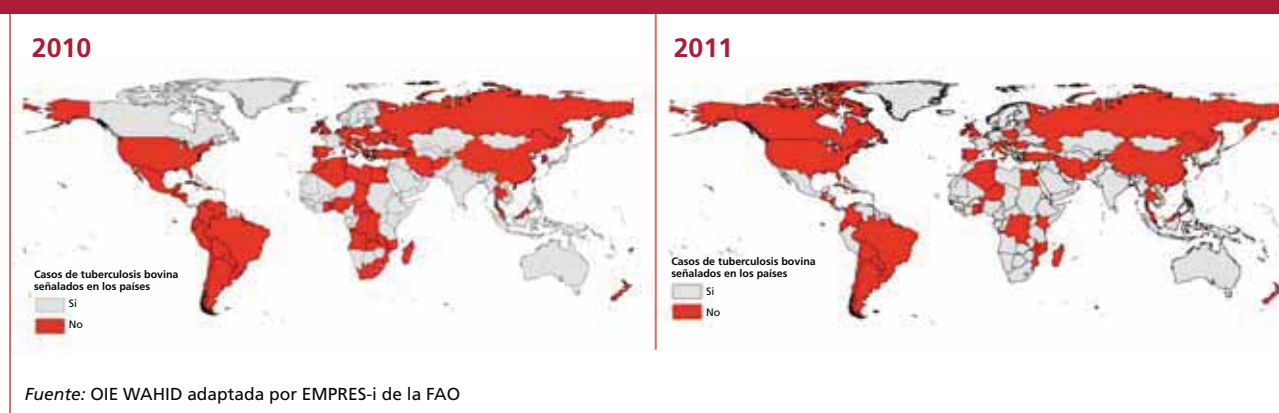 2010
2011
Casos de tuberculosis bovina
señalados en los países
Si
No
Casos de tuberculosis bovina
señalados en los países
Si
No
Fuente: OIE WAHID adaptada por EMPRES-i de la FAO